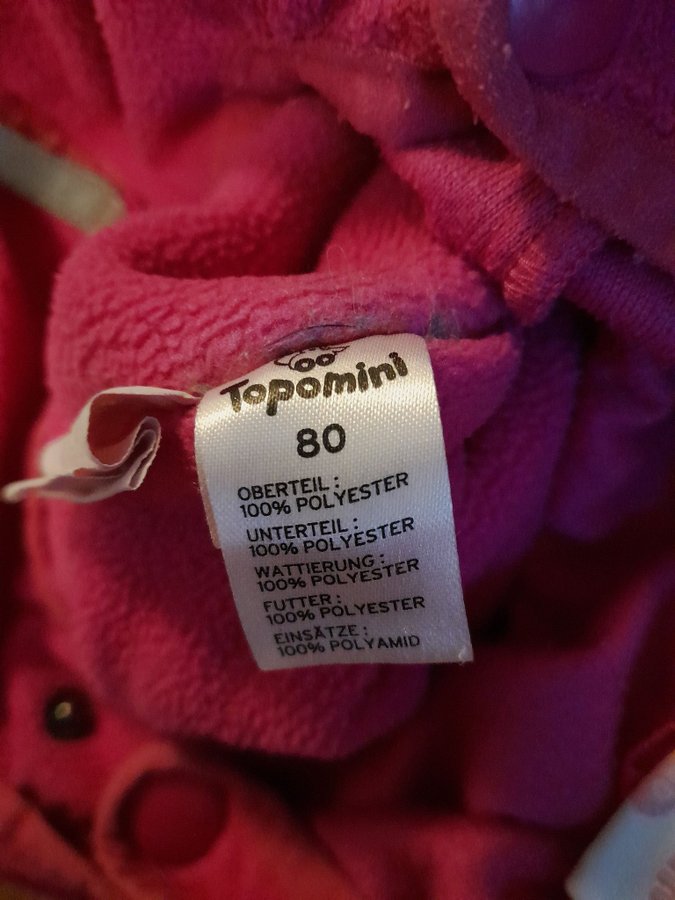 Topomini
80
OBERTEIL :
100% POLYESTER
UNTERTEIL :
100% POLYESTER
WATTIERUNG :
100% POLYESTER
FUTTER :
100% POLYESTER
EINSÄTZE :
100% POLYAMID